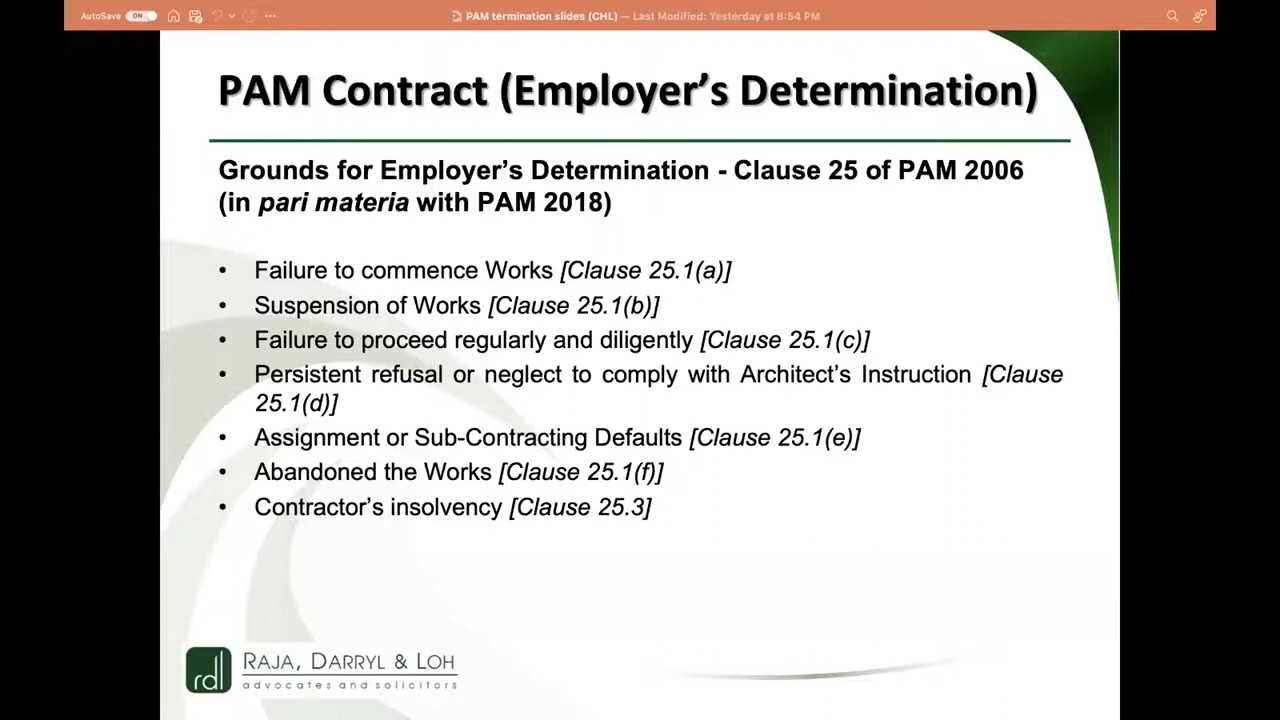 AutoSave ON PAM termination slides (CHL) — Last Modified: Yesterday at 8:54 PM
PAM Contract (Employer’s Determination)
Grounds for Employer’s Determination - Clause 25 of PAM 2006
(in pari materia with PAM 2018)
• Failure to commence Works [Clause 25.1(a)]
• Suspension of Works [Clause 25.1(b)]
• Failure to proceed regularly and diligently [Clause 25.1(c)]
• Persistent refusal or neglect to comply with Architect’s Instruction [Clause
25.1(d)]
• Assignment or Sub-Contracting Defaults [Clause 25.1(e)]
• Abandoned the Works [Clause 25.1(f)]
• Contractor’s insolvency [Clause 25.3]
rdl RAJA, DARRYL & LOH
advocates and solicitors